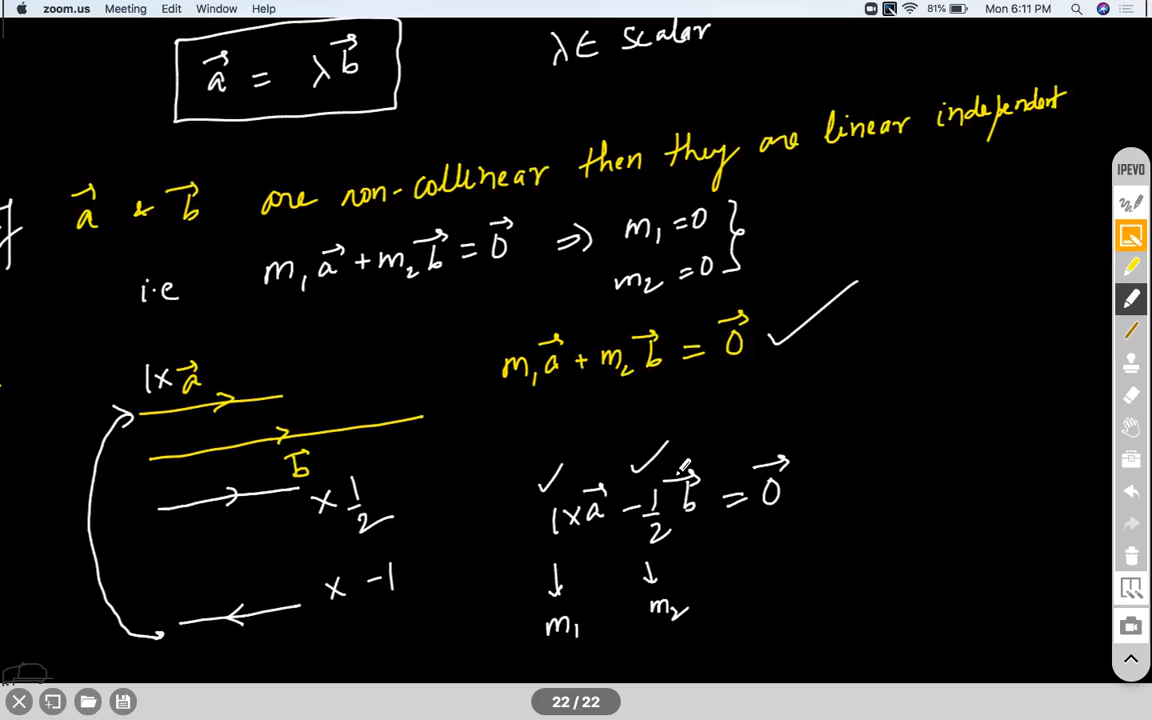 zoom.us Meeting Edit Window Help 81% Mon 6:11 PM
a⃗ = λ b⃗ λ ∈ scalar
a⃗ & b⃗ are non-collinear then they are linear independent
i.e m₁a⃗ + m₂b⃗ = 0⃗ ⇒ m₁ = 0
m₂ = 0 }
m₁a⃗ + m₂b⃗ = 0⃗ ✓
1× a⃗
b⃗
× 1/2
1×a⃗ - 1/2 b⃗ = 0⃗
× -1
↓ ↓
m₁ m₂
IPEVO
22 / 22